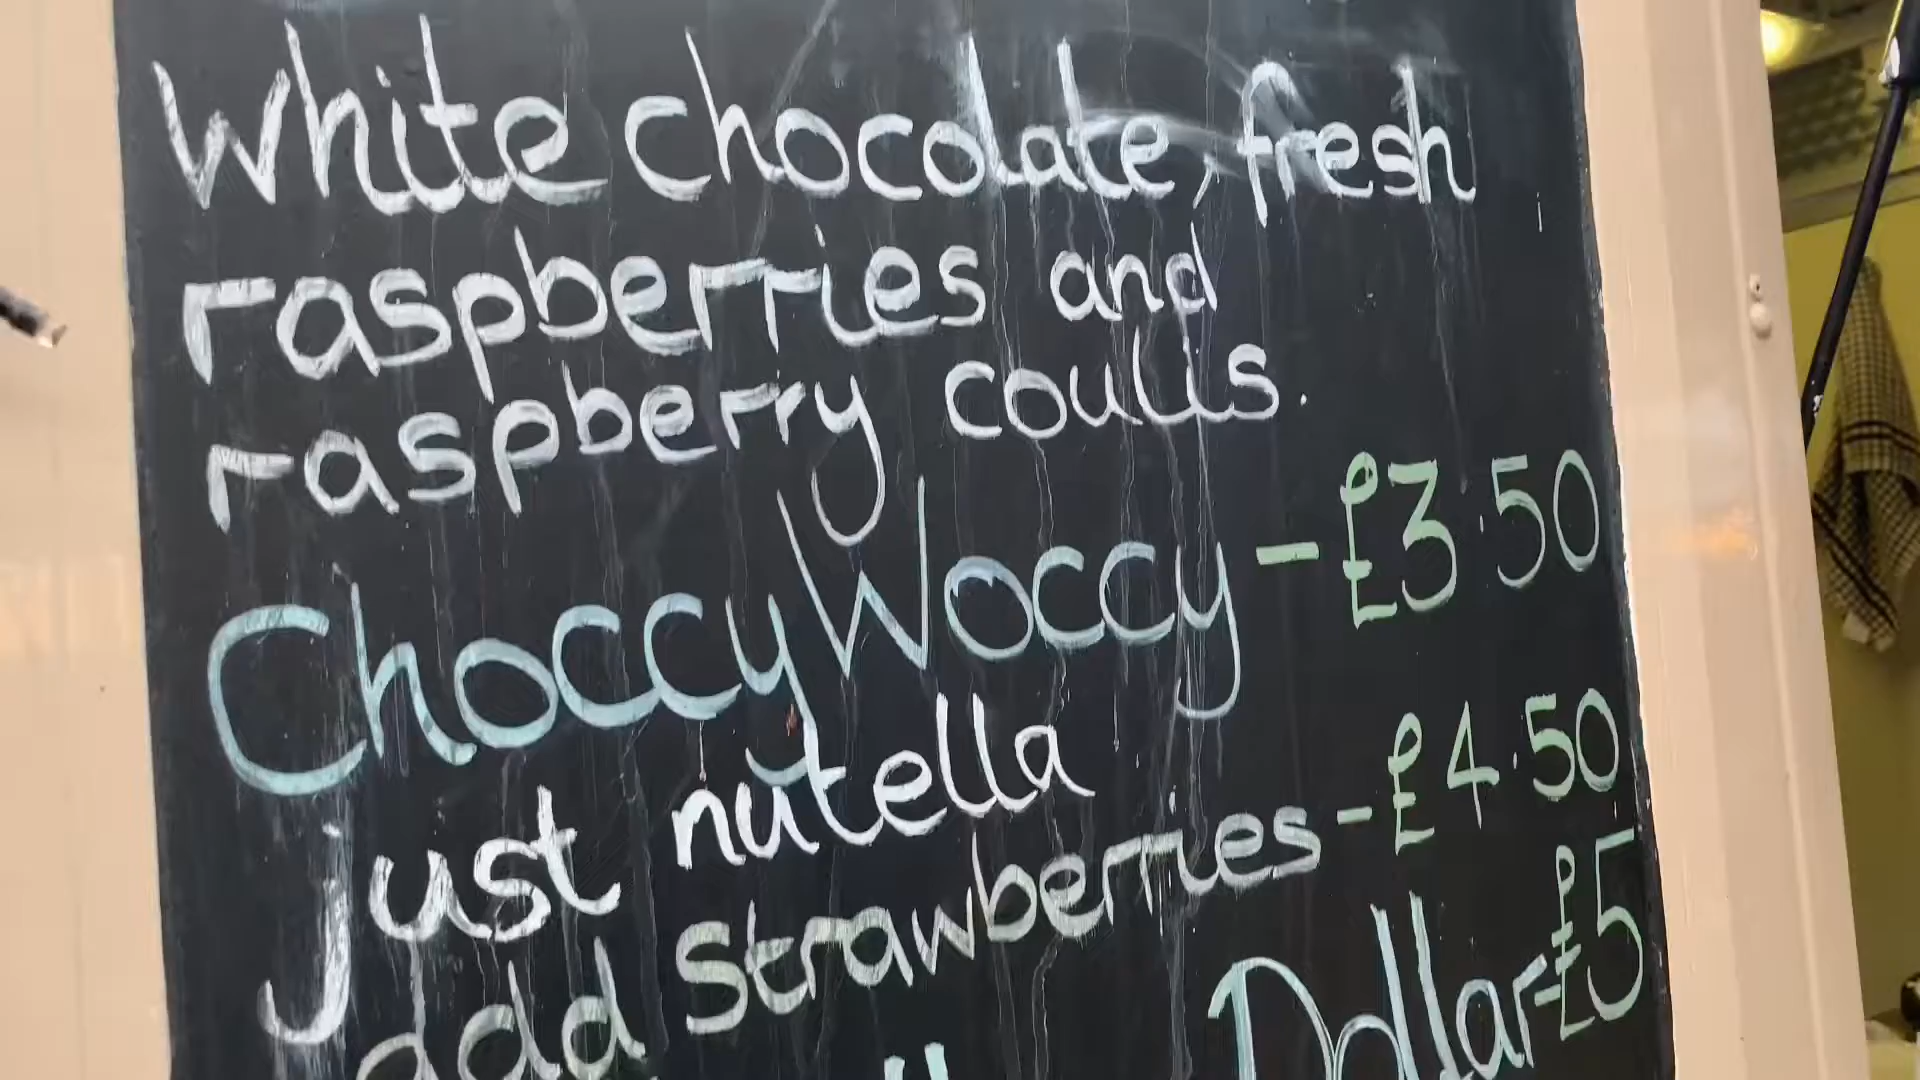 White chocolate, fresh
raspberries and
raspberry coulis.
ChoccyWoccy - £3.50
just nutella
add strawberries - £4.50
Dollar - £5